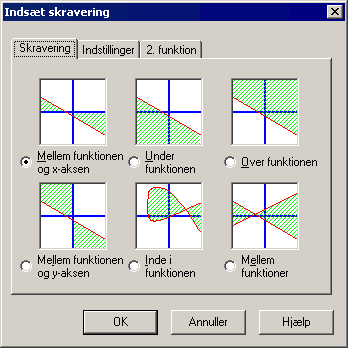 Indsæt skravering
Skravering
Indstillinger
2. funktion
Mellem funktionen
og x-aksen
Under
funktionen
Over funktionen
Mellem funktionen
og y-aksen
Inde i
funktionen
Mellem
funktioner
OK
Annuller
Hjælp